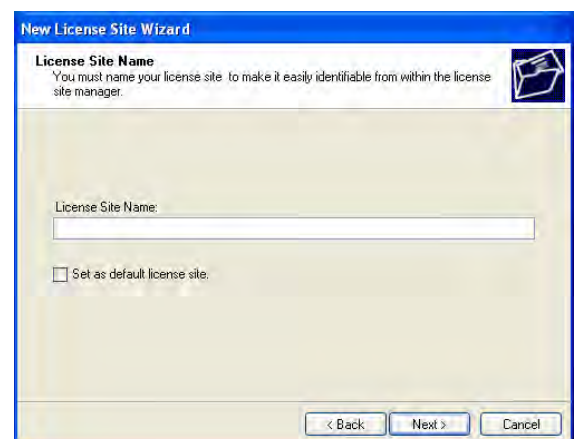 New License Site Wizard
License Site Name
You must name your license site to make it easily identifiable from within the license
site manager.
License Site Name:
Set as default license site.
< Back
Next >
Cancel